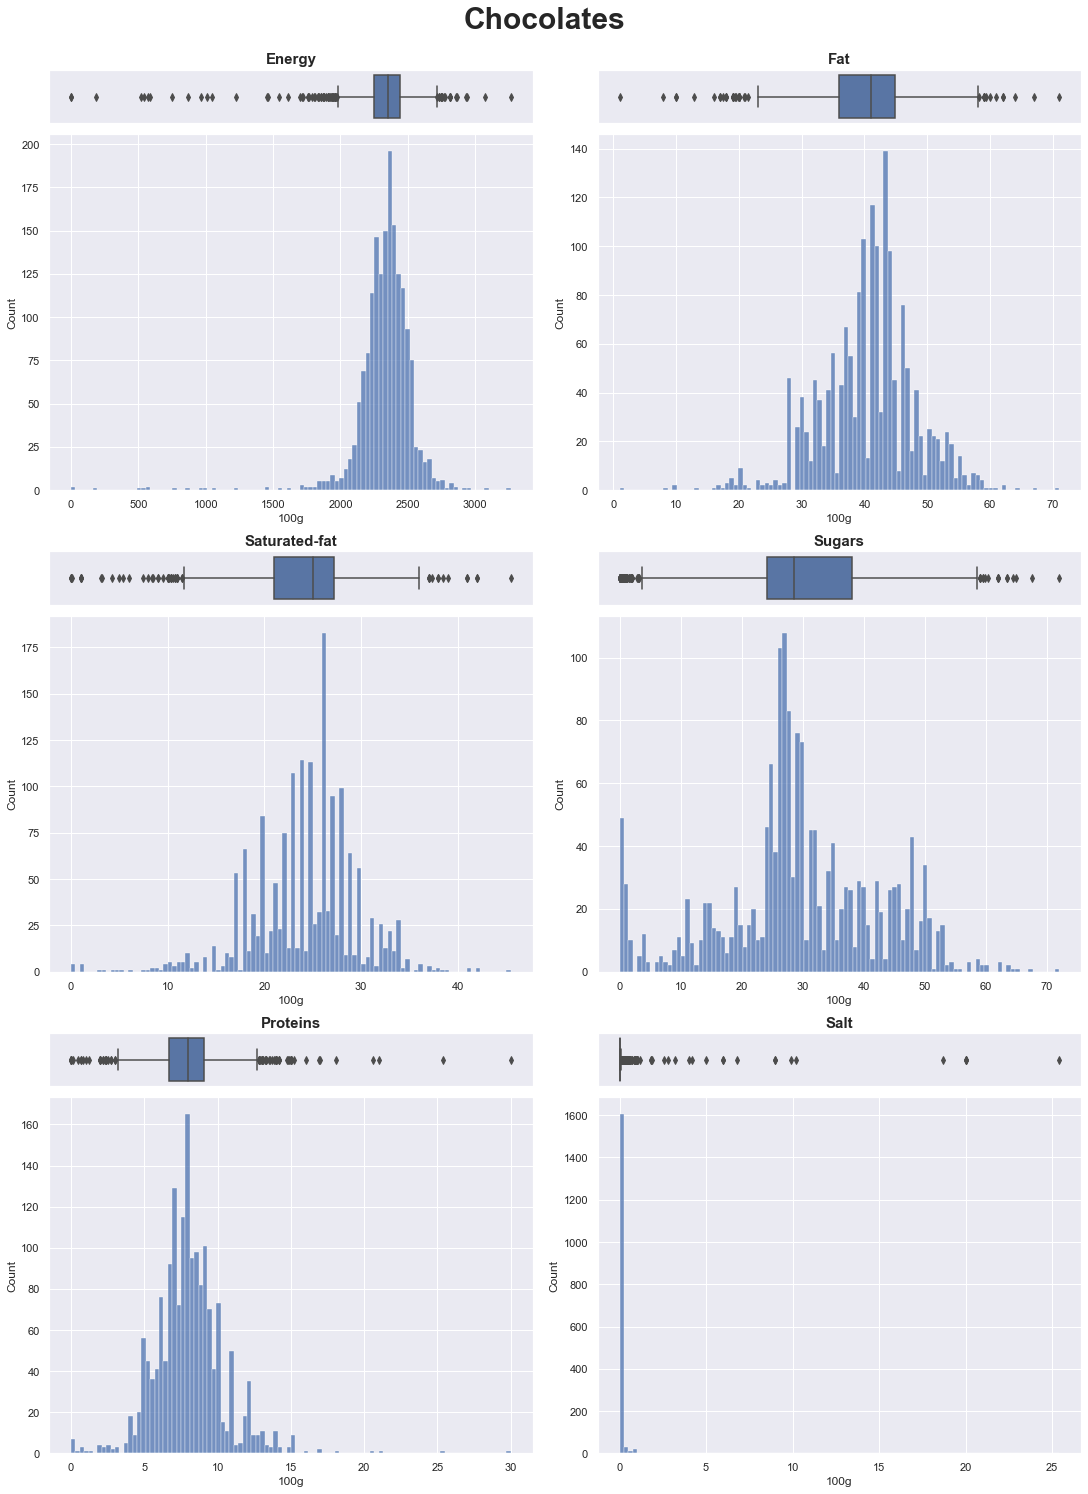 Chocolates
Energy
Fat
200
175
150
125
100
75
50
25
0
Count
0 500 1000 1500 2000 2500 3000
100g
140
120
100
80
60
40
20
0
Count
0 10 20 30 40 50 60 70
100g
Saturated-fat
Sugars
175
150
125
100
75
50
25
0
Count
0 10 20 30 40
100g
100
80
60
40
20
0
Count
0 10 20 30 40 50 60 70
100g
Proteins
Salt
160
140
120
100
80
60
40
20
0
Count
0 5 10 15 20 25 30
100g
1600
1400
1200
1000
800
600
400
200
0
Count
0 5 10 15 20 25
100g